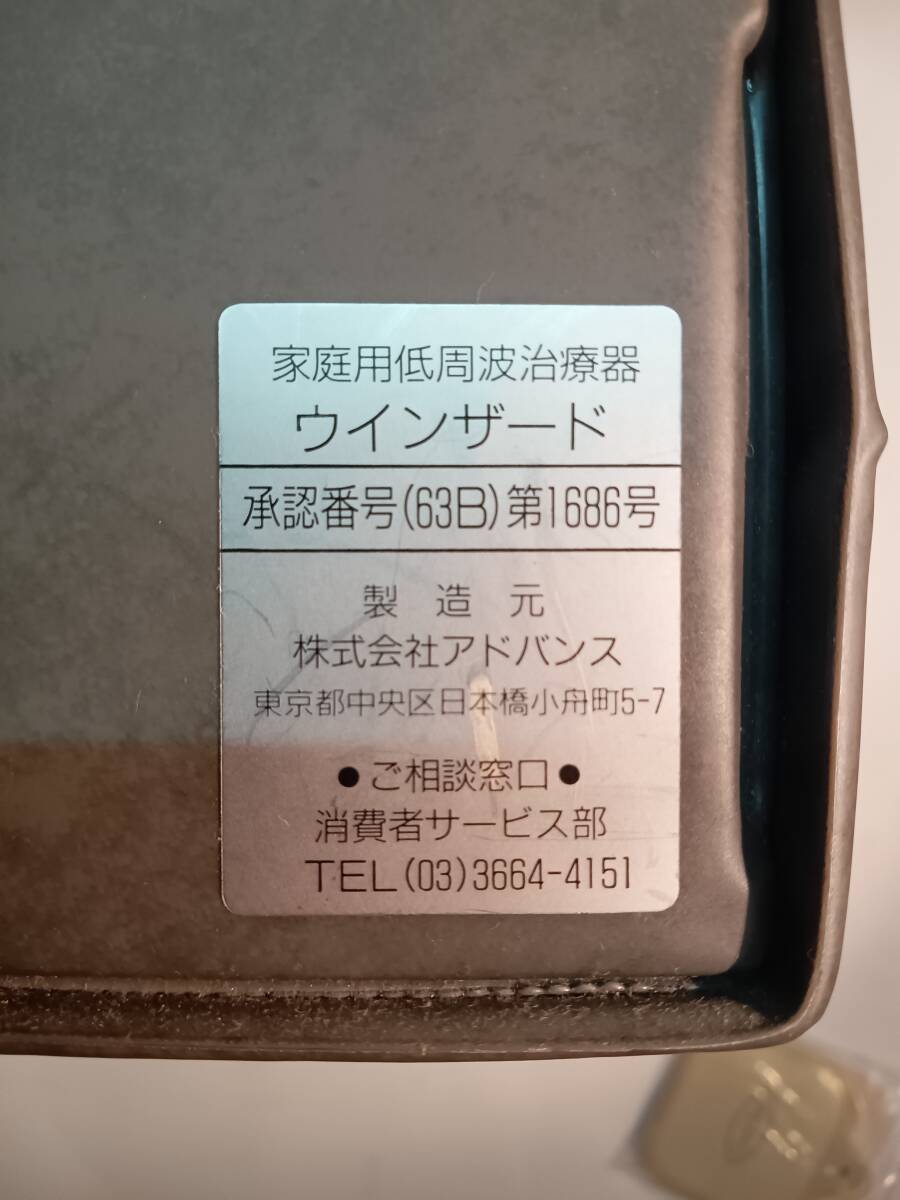 家庭用低周波治療器
ウインザード
承認番号(63B)第1686号
製造元
株式会社アドバンス
東京都中央区日本橋小舟町5-7
●ご相談窓口●
消費者サービス部
TEL(03)3664-4151